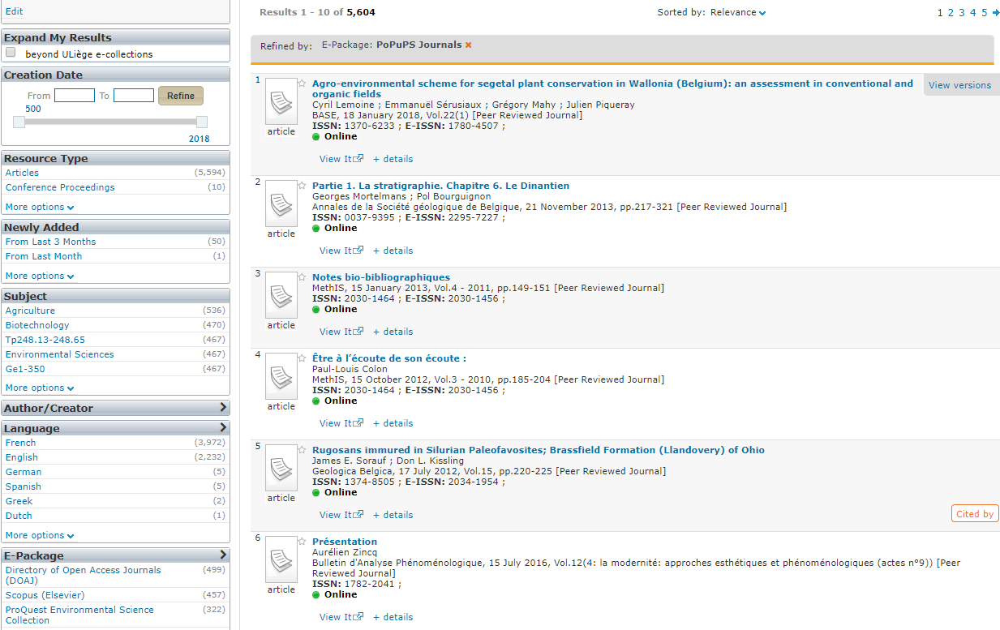 Edit
Expand My Results
beyond ULiège e-collections
Creation Date
From To Refine
500
2018
Resource Type
Articles (5,594)
Conference Proceedings (10)
More options
Newly Added
From Last 3 Months (50)
From Last Month (1)
More options
Subject
Agriculture (536)
Biotechnology (470)
Tp248.13-248.65 (467)
Environmental Sciences (467)
Ge1-350 (467)
More options
Author/Creator
Language
French (3,972)
English (2,232)
German (5)
Spanish (5)
Greek (2)
Dutch (1)
More options
E-Package
Directory of Open Access Journals (499)
(DOAJ)
Scopus (Elsevier) (457)
ProQuest Environmental Science (322)
Collection
Results 1 - 10 of 5,604
Sorted by: Relevance
1 2 3 4 5
Refined by: E-Package: PoPuPS Journals
1
article
Agro-environmental scheme for segetal plant conservation in Wallonia (Belgium): an assessment in conventional and
organic fields
View versions
Cyril Lemoine ; Emmanuël Sérusiaux ; Grégory Mahy ; Julien Piqueray
BASE, 18 January 2018, Vol.22(1) [Peer Reviewed Journal]
ISSN: 1370-6233 ; E-ISSN: 1780-4507 ;
Online
View It + details
2
article
Partie 1. La stratigraphie. Chapitre 6. Le Dinantien
Georges Mortelmans ; Pol Bourguignon
Annales de la Société géologique de Belgique, 21 November 2013, pp.217-321 [Peer Reviewed Journal]
ISSN: 0037-9395 ; E-ISSN: 2295-7227 ;
Online
View It + details
3
article
Notes bio-bibliographiques
MethIS, 15 January 2013, Vol.4 - 2011, pp.149-151 [Peer Reviewed Journal]
ISSN: 2030-1464 ; E-ISSN: 2030-1456 ;
Online
View It + details
4
article
Être à l’écoute de son écoute :
Paul-Louis Colon
MethIS, 15 October 2012, Vol.3 - 2010, pp.185-204 [Peer Reviewed Journal]
ISSN: 2030-1464 ; E-ISSN: 2030-1456 ;
Online
View It + details
5
article
Rugosans immured in Silurian Paleofavosites; Brassfield Formation (Llandovery) of Ohio
James E. Sorauf ; Don L. Kissling
Geologica Belgica, 17 July 2012, Vol.15, pp.220-225 [Peer Reviewed Journal]
ISSN: 1374-8505 ; E-ISSN: 2034-1954 ;
Online
View It + details
Cited by
6
article
Présentation
Aurélien Zincq
Bulletin d'Analyse Phénoménologique, 15 July 2016, Vol.12(4: la modernité: approches esthétiques et phénoménologiques (actes n°9)) [Peer
Reviewed Journal]
ISSN: 1782-2041 ;
Online
View It + details